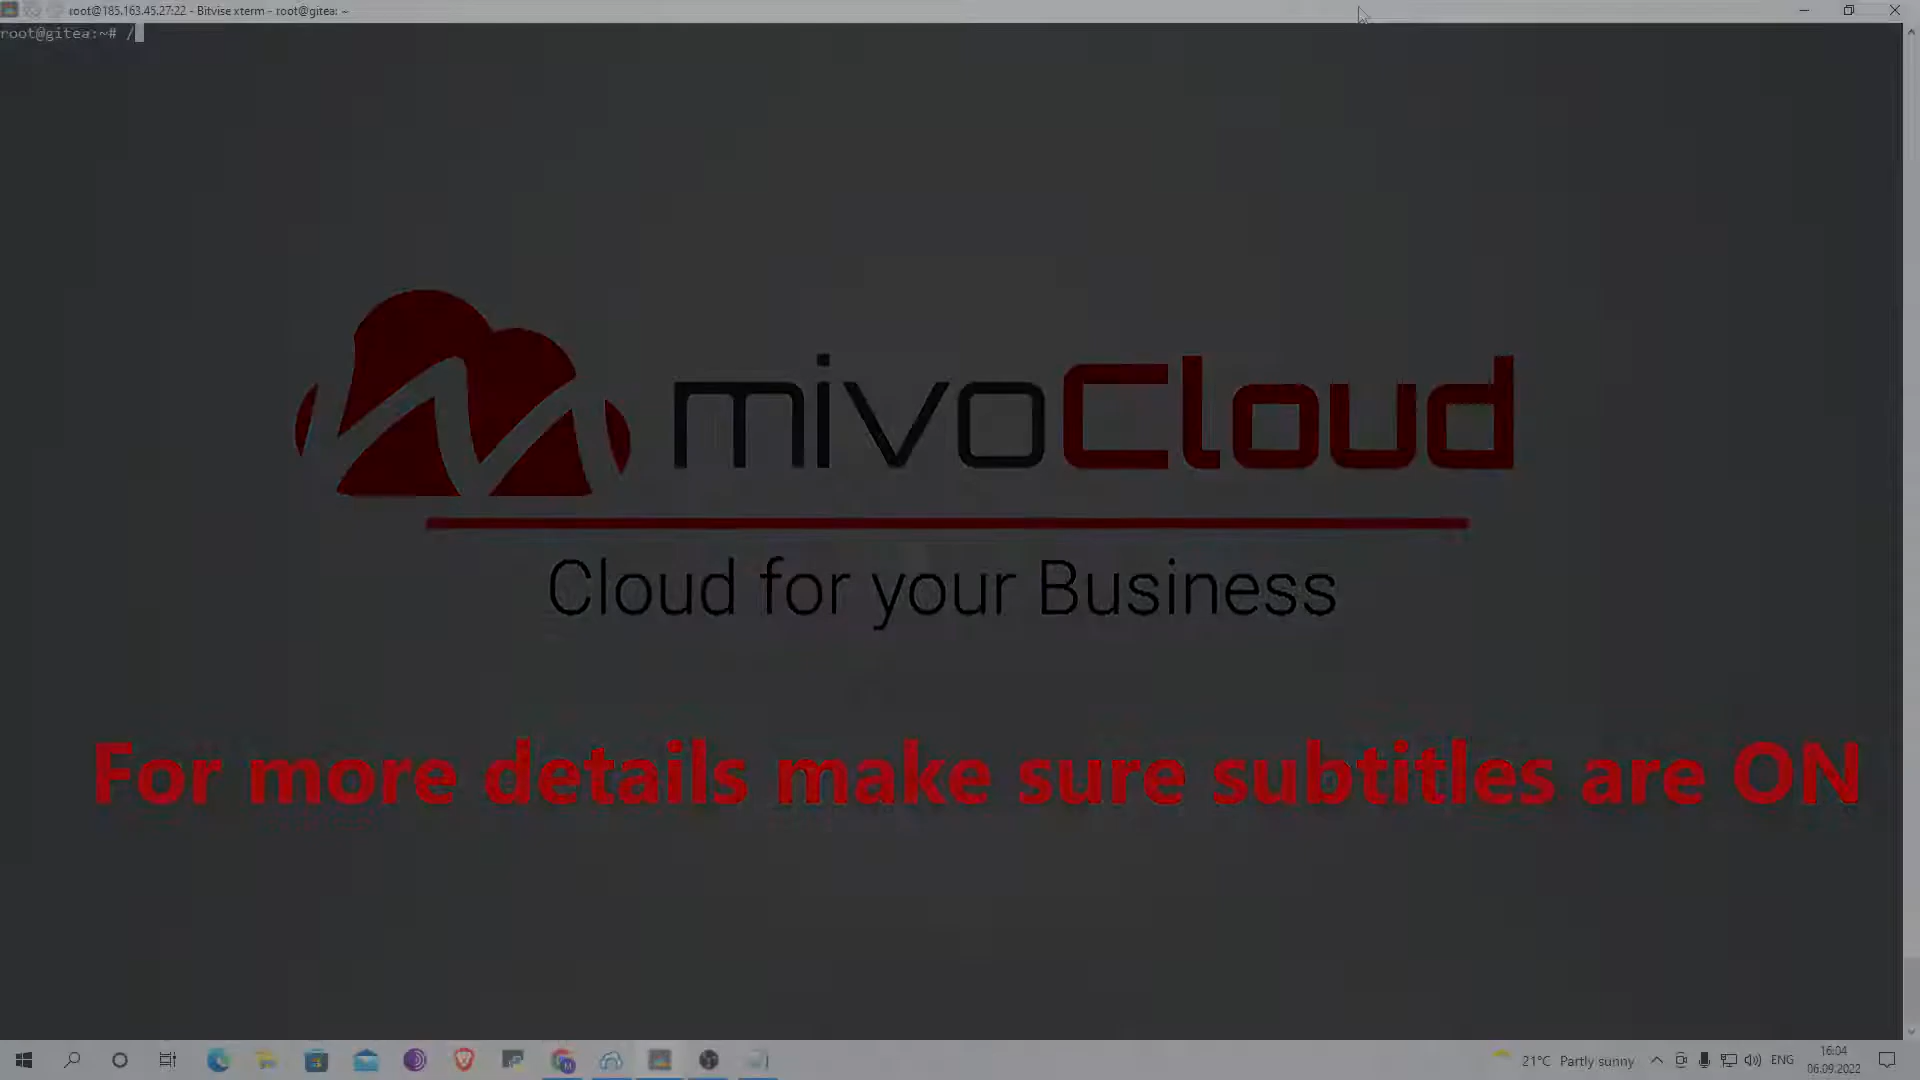 root@185.163.45.27:22 - Bitvise xterm - root@gitea: ~
root@gitea:~# /
mivoCloud
Cloud for your Business
For more details make sure subtitles are ON
21°C Partly sunny
ENG
16:04
06.09.2022